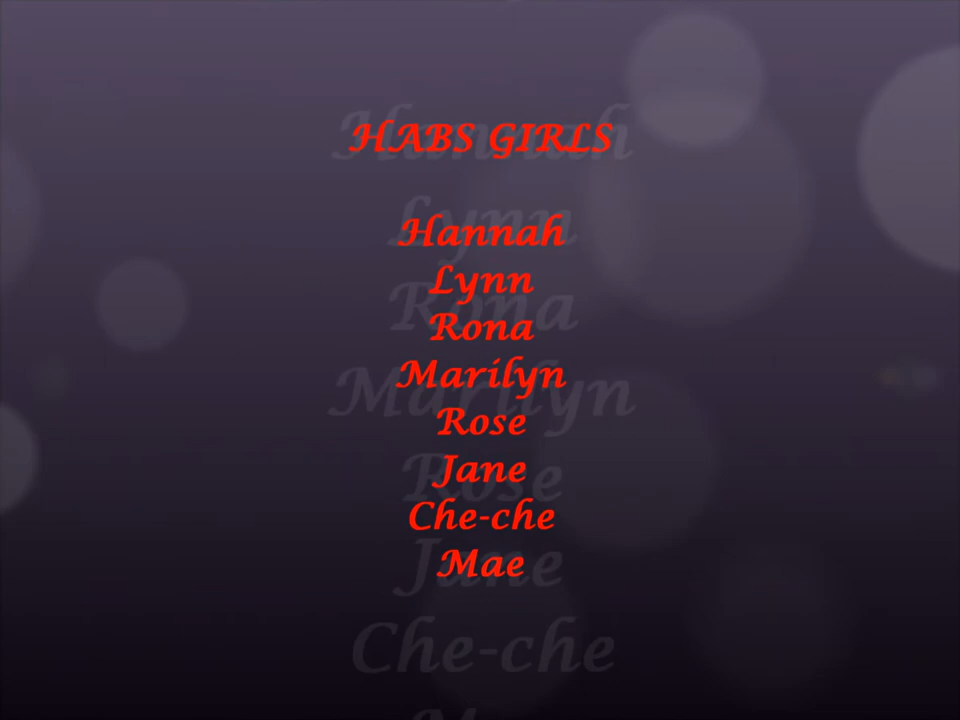 HABS GIRLS
Hannah
Lynn
Rona
Marilyn
Rose
Jane
Che-che
Mae